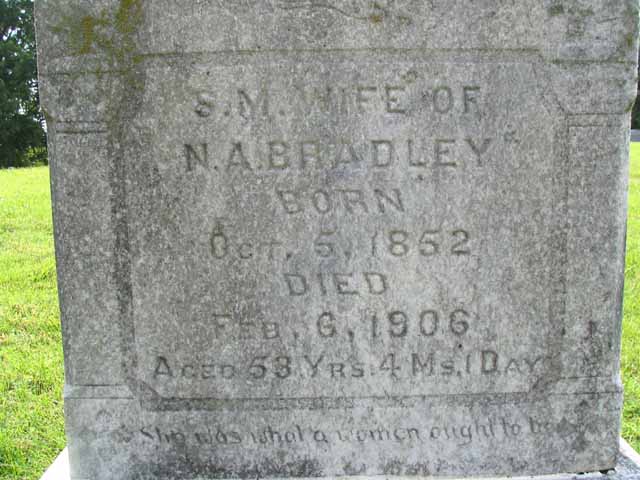 S. M. WIFE OF
N. A. BRADLEY
BORN
OCT. 5, 1852
DIED
FEB. 6, 1906
AGED 53 YRS. 4 MS. 1 DAY
She was what a women ought to be